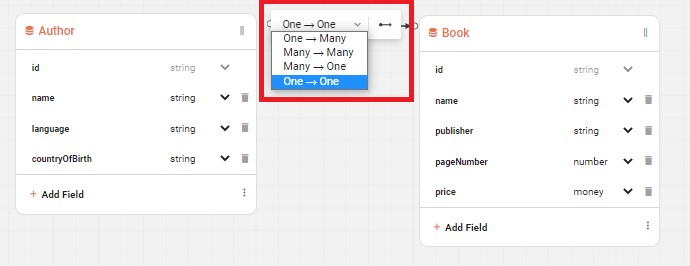 Author
id string
name string
language string
countryOfBirth string
+ Add Field
One → One
One → Many
Many → Many
Many → One
One → One
Book
id string
name string
publisher string
pageNumber number
price money
+ Add Field